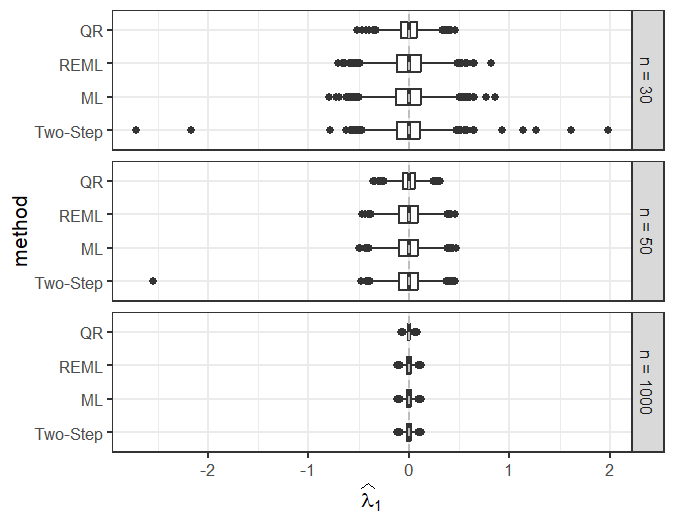 method
QR
REML
ML
Two-Step
n = 30
QR
REML
ML
Two-Step
n = 50
QR
REML
ML
Two-Step
n = 1000
-2 -1 0 1 2
λ̂₁